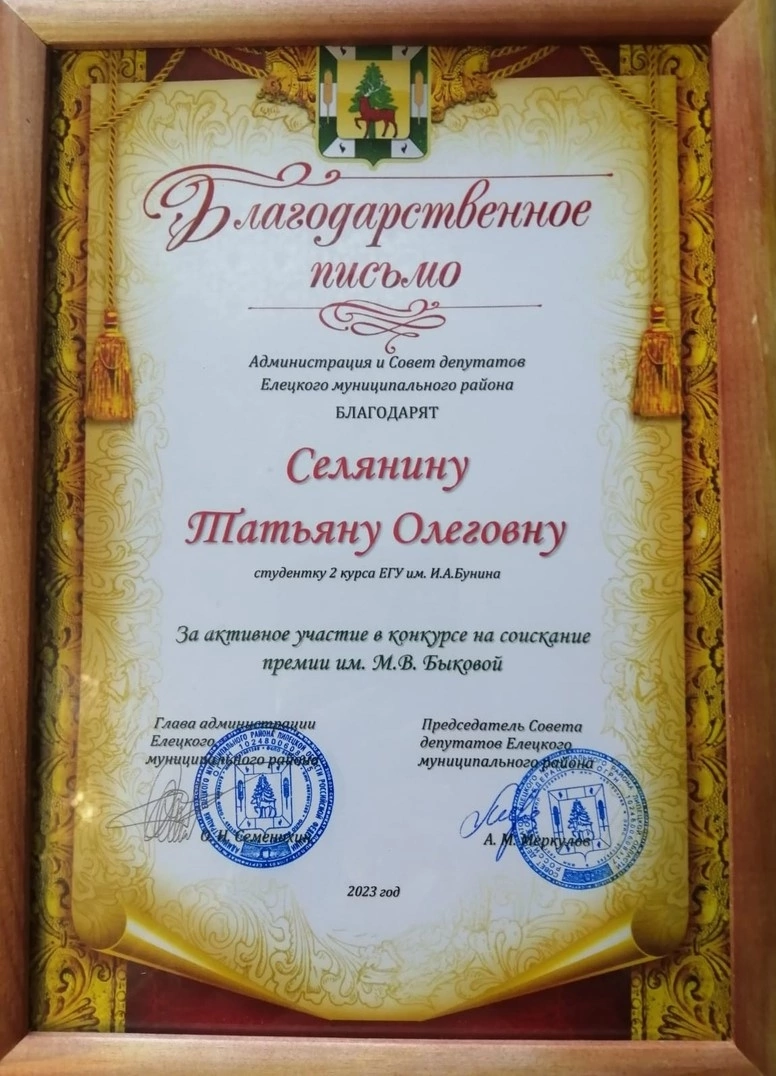 Благодарственное
письмо
Администрация и Совет депутатов
Елецкого муниципального района
БЛАГОДАРЯТ
Селянину
Татьяну Олеговну
студентку 2 курса ЕГУ им. И.А.Бунина
За активное участие в конкурсе на соискание
премии им. М.В. Быковой
Глава администрации
Елецкого
муниципального района
О. Н. Семенихин
Председатель Совета
депутатов Елецкого
муниципального района
А. М. Меркулов
2023 год